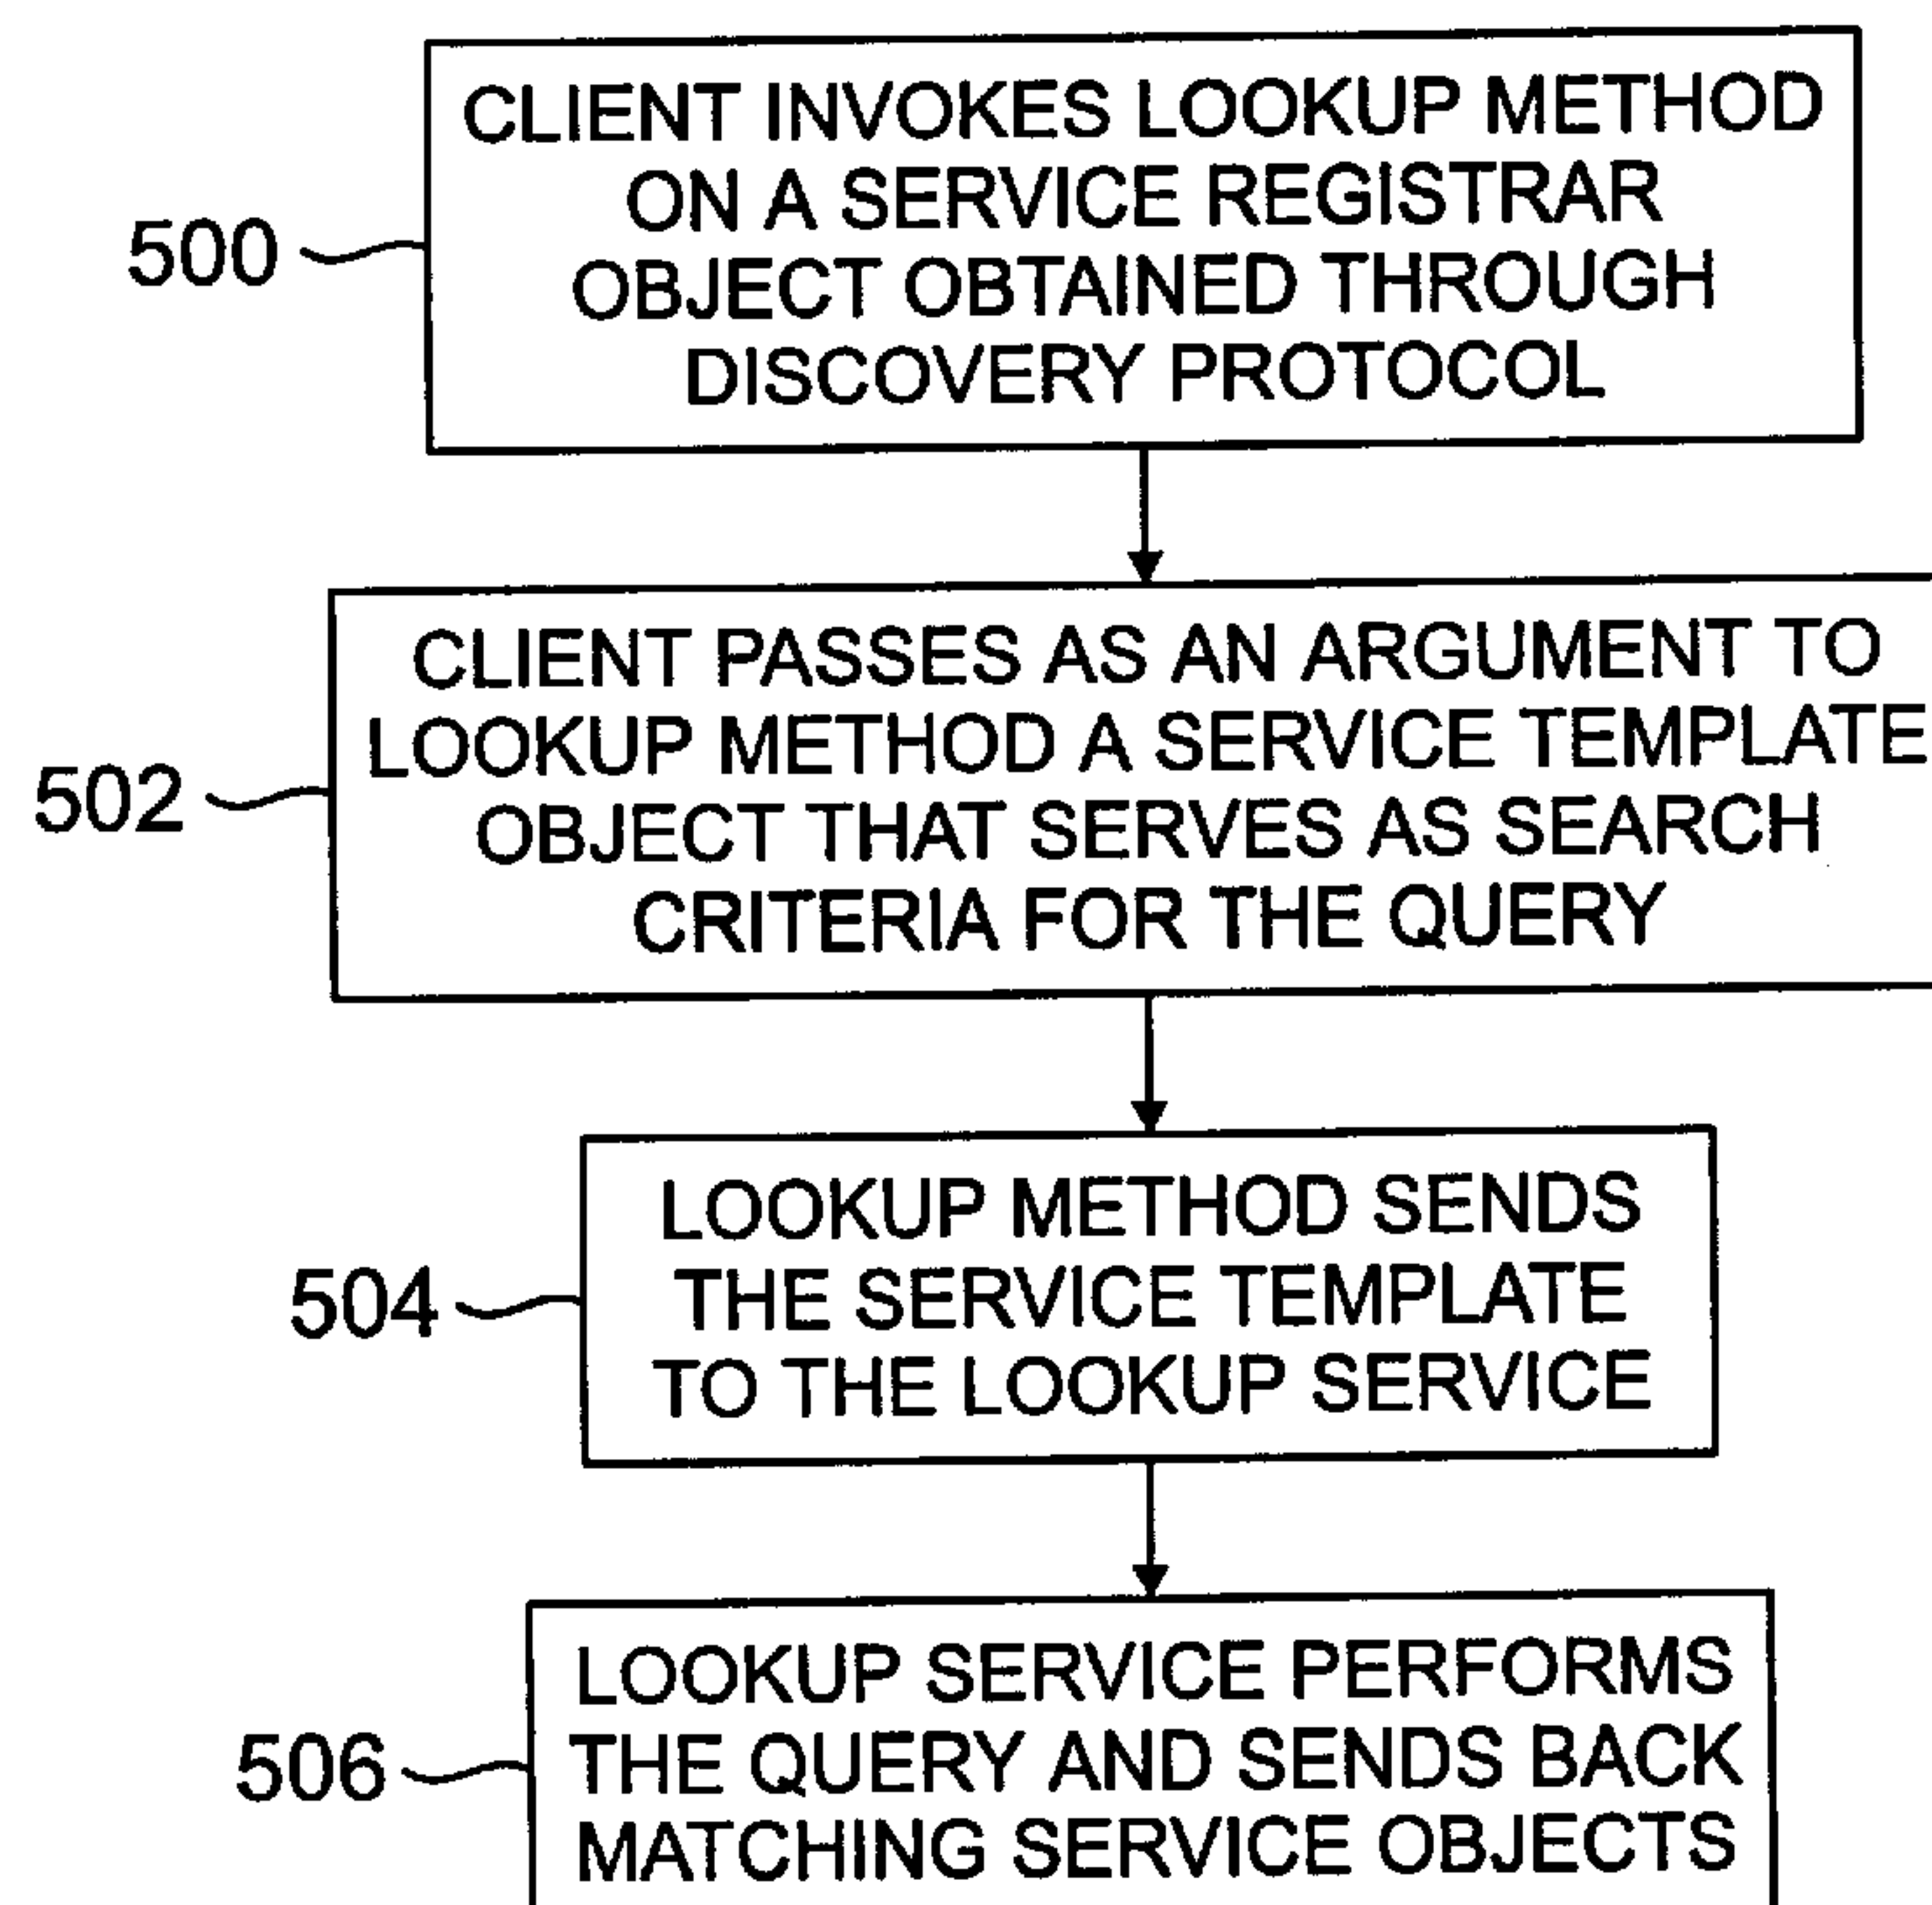 CLIENT INVOKES LOOKUP METHOD
ON A SERVICE REGISTRAR
OBJECT OBTAINED THROUGH
DISCOVERY PROTOCOL
500
CLIENT PASSES AS AN ARGUMENT TO
LOOKUP METHOD A SERVICE TEMPLATE
OBJECT THAT SERVES AS SEARCH
CRITERIA FOR THE QUERY
502
LOOKUP METHOD SENDS
THE SERVICE TEMPLATE
TO THE LOOKUP SERVICE
504
LOOKUP SERVICE PERFORMS
THE QUERY AND SENDS BACK
MATCHING SERVICE OBJECTS
506